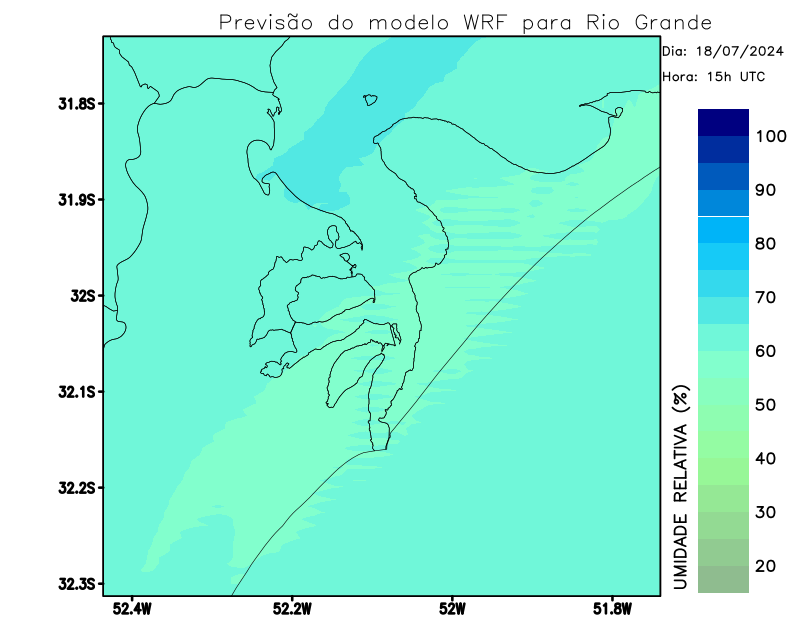 Previsão do modelo WRF para Rio Grande
Dia: 18/07/2024
Hora: 15h UTC
31.8S
31.9S
32S
32.1S
32.2S
32.3S
52.4W
52.2W
52W
51.8W
100
90
80
70
60
50
40
30
20
UMIDADE RELATIVA (%)